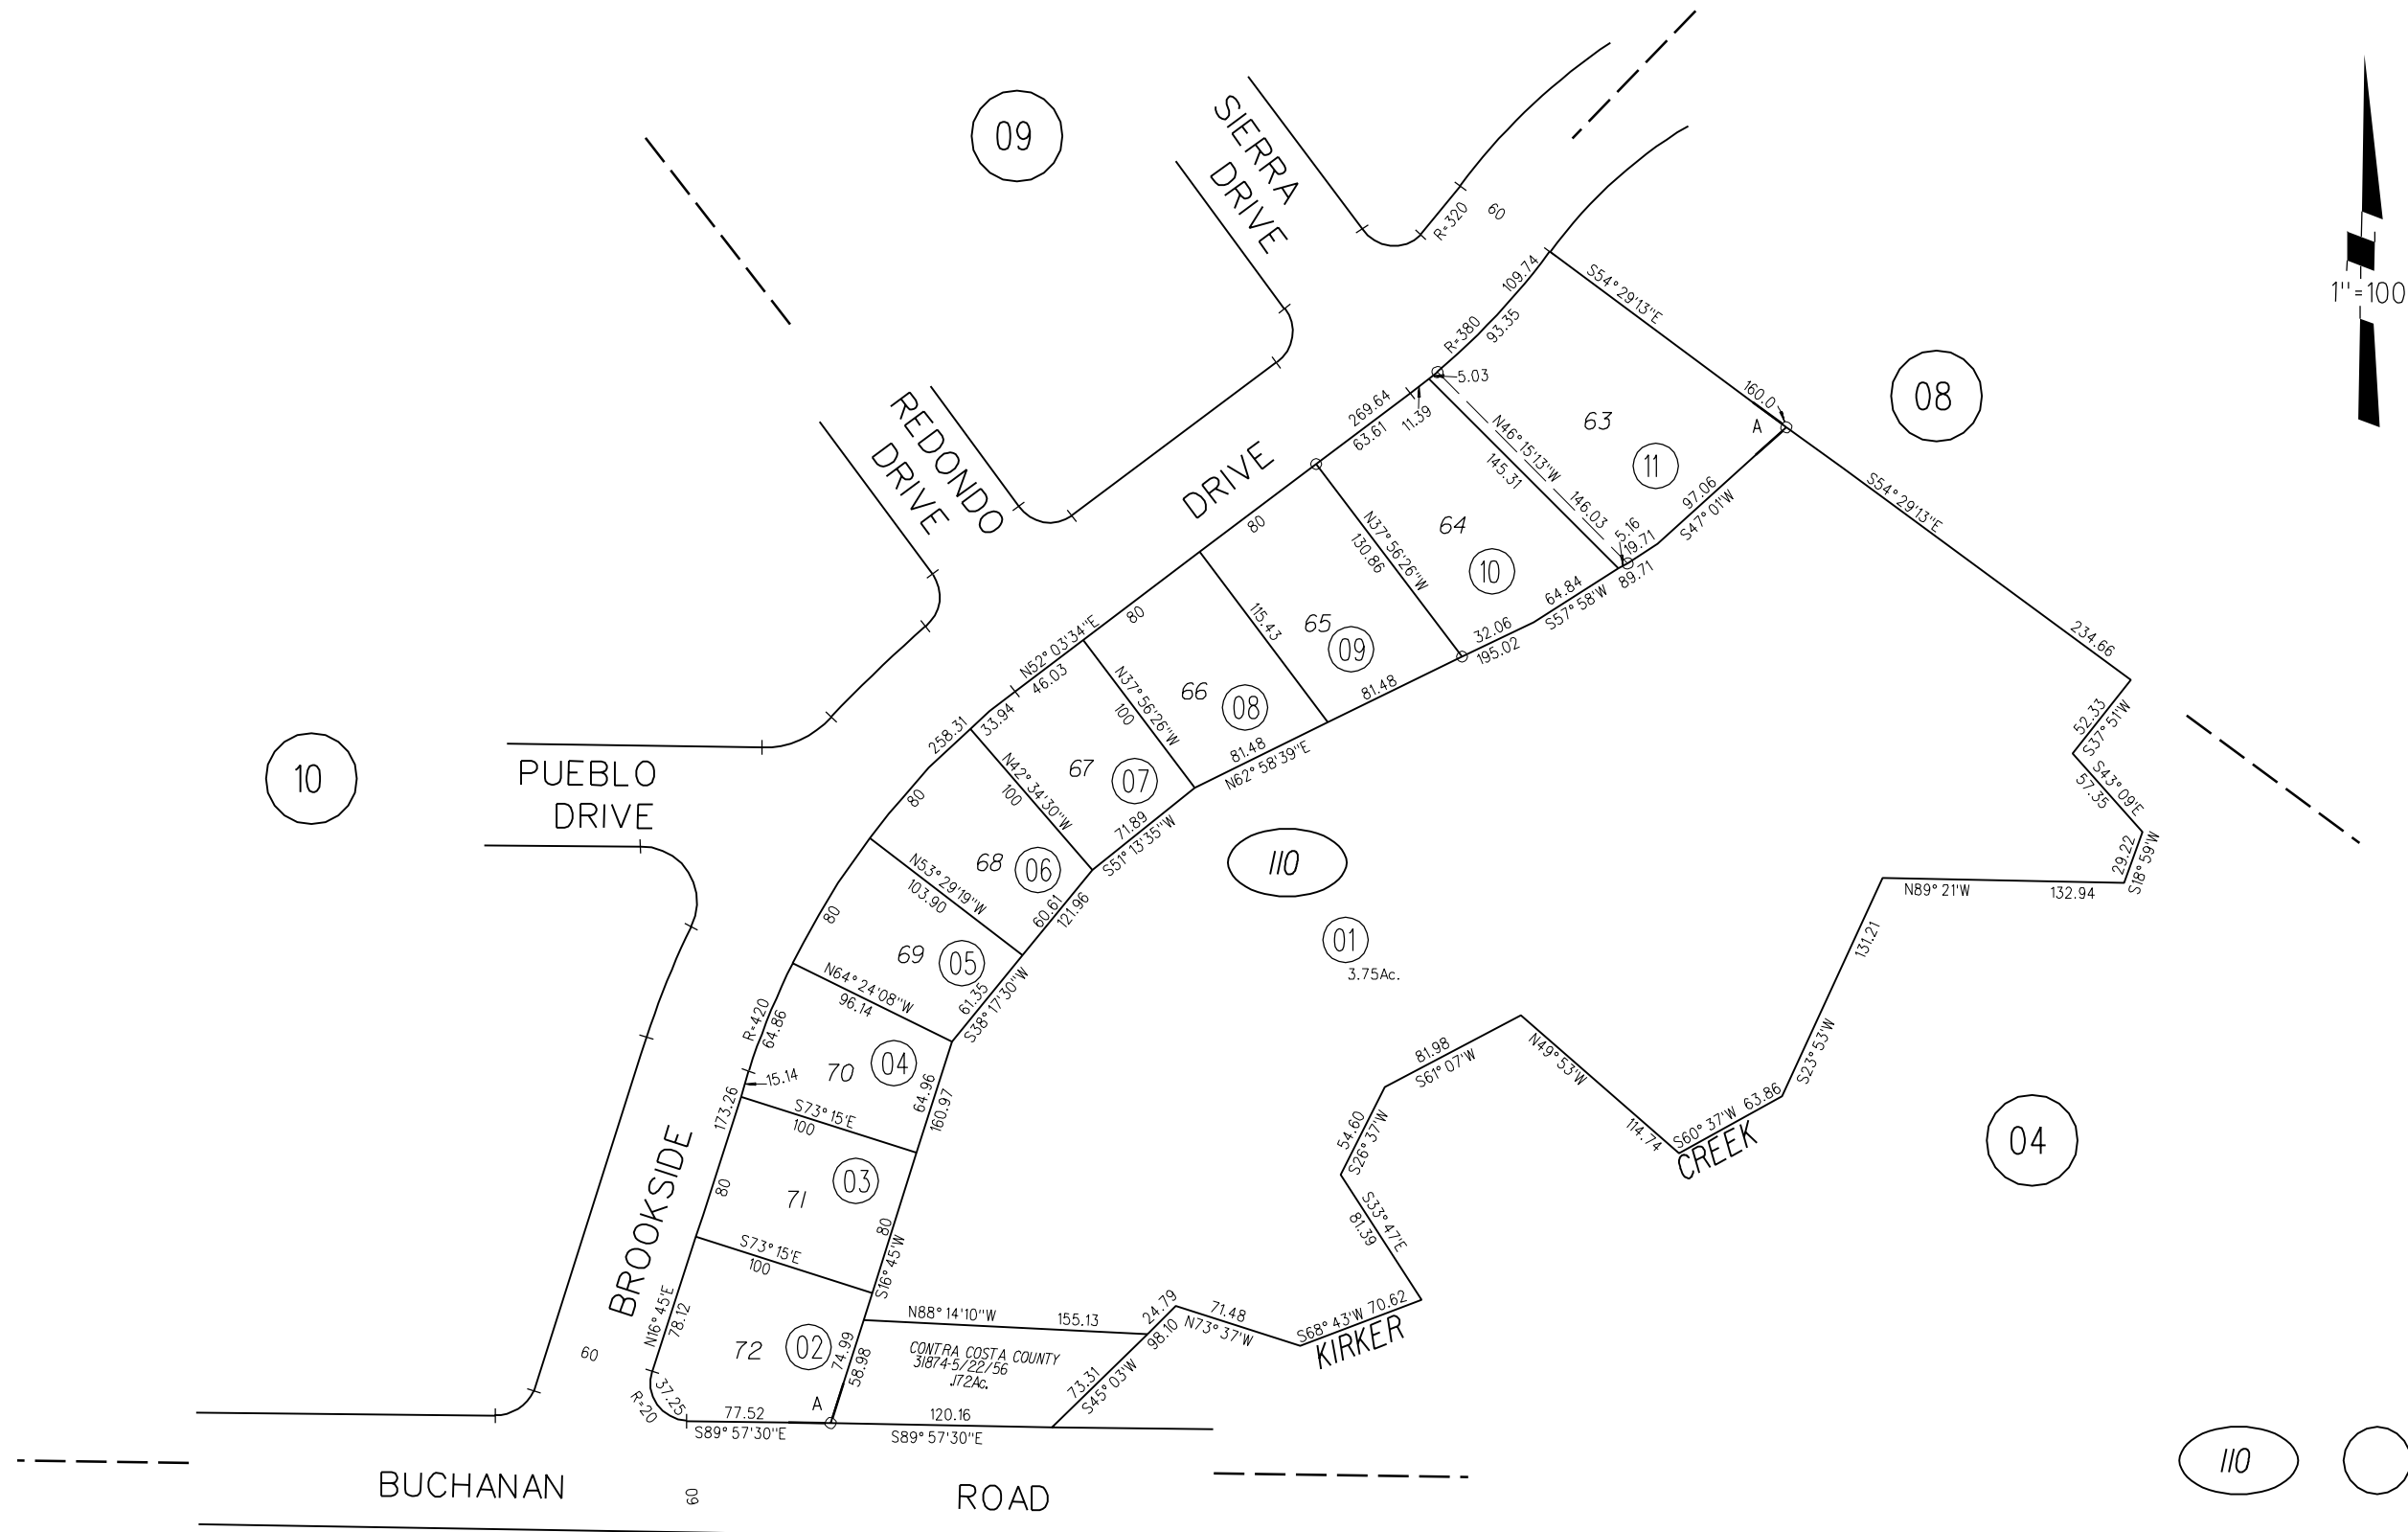 09
SIERRA
DRIVE
R=320
60
109.74
S54° 29'13"E
1''=100
R=380
93.35
5.03
160.0
A
08
269.64
63.61
11.39
63
11
N46° 15'13"W
146.03
145.31
REDONDO
DRIVE
DRIVE
80
64
10
N37° 56'26"W
130.86
97.06
S47° 01'W
5.16
19.71
89.71
S54° 29'13"E
234.66
64.84
S57° 58'W
32.06
195.02
80
115.43
65
09
81.48
N52° 03'34"E
46.03
N37° 56'26"W
100
66
08
81.48
N62° 58'39"E
258.31
33.94
52.33
S37° 51'W
S43° 09'E
57.35
29.22
S18° 59'W
10
PUEBLO
DRIVE
80
N42° 34'30"W
100
67
07
71.89
S51° 13'35"W
110
N53° 29'19"W
103.90
68
06
60.61
121.96
N89° 21'W
132.94
131.21
S23° 53'W
80
69
05
01
3.75Ac.
N64° 24'08"W
96.14
61.35
S38° 17'30"W
R=420
64.86
15.14
70
04
64.96
160.97
81.98
S61° 07'W
N49° 53'W
114.74
S60° 37'W 63.86
CREEK
04
173.26
S73° 15'E
100
54.60
S26° 37'W
BROOKSIDE
80
71
03
80
S16° 45'W
S33° 47'E
81.39
S73° 15'E
100
N16° 45'E
78.12
60
72
02
74.99
58.98
N88° 14'10"W
155.13
24.79
98.10
71.48
N73° 37'W
S68° 43'W 70.62
KIRKER
CONTRA COSTA COUNTY
31874-5/22/56
.172Ac.
73.31
S45° 03'W
37.25
R=20
A
77.52
S89° 57'30"E
120.16
S89° 57'30"E
110
BUCHANAN
60
ROAD